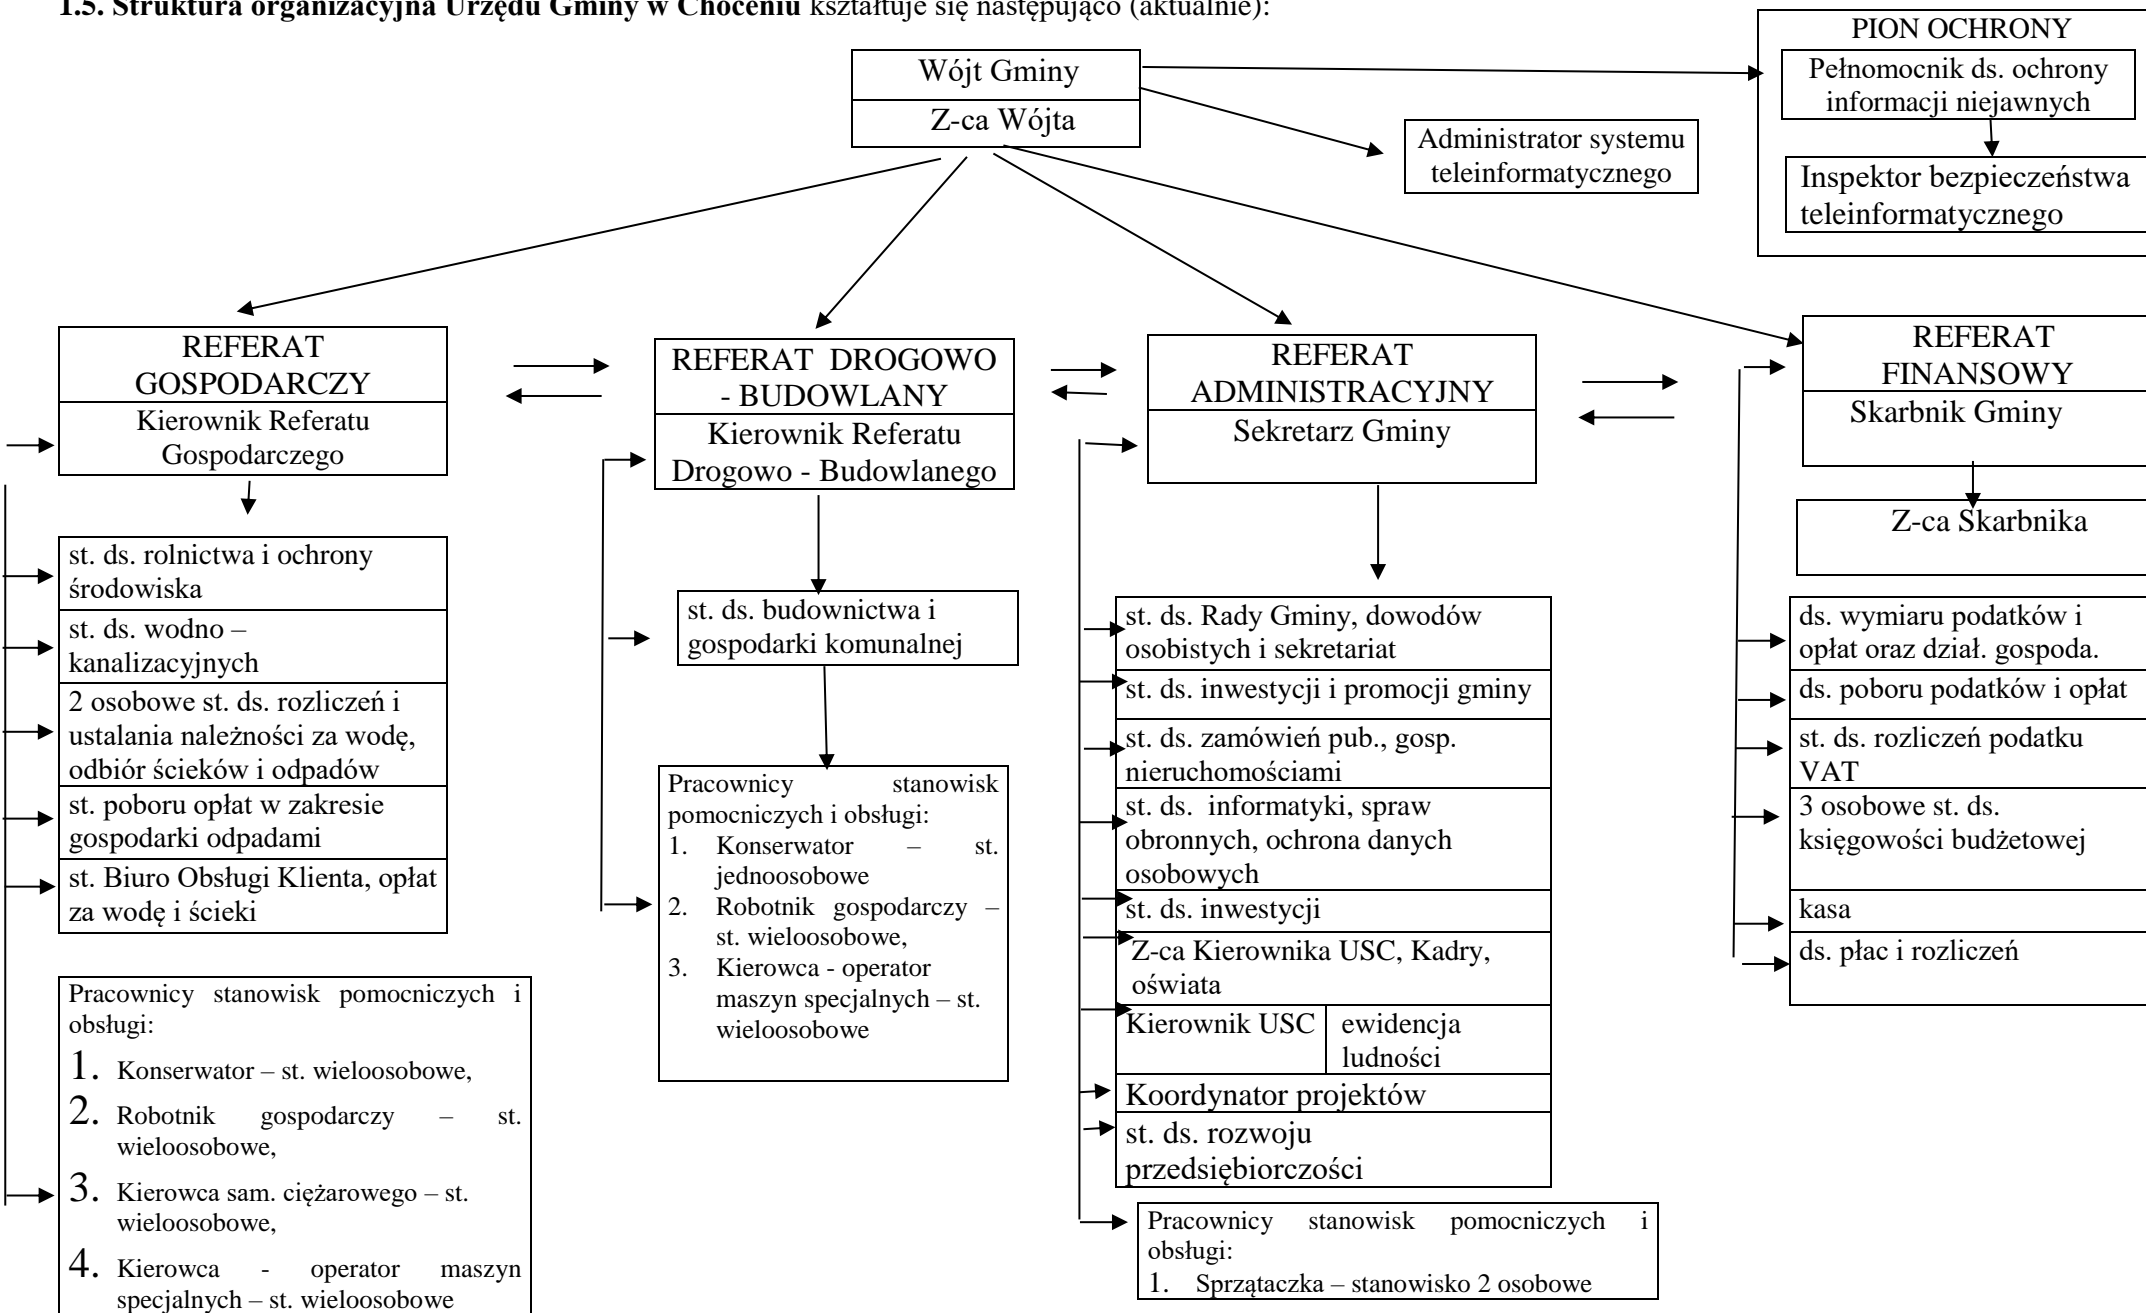 1.5. Struktura organizacyjna Urzędu Gminy w Choceniu kształtuje się następująco (aktualnie):
PION OCHRONY
Pełnomocnik ds. ochrony
informacji niejawnych
Inspektor bezpieczeństwa
teleinformatycznego
Wójt Gminy
Z-ca Wójta
Administrator systemu
teleinformatycznego
REFERAT
GOSPODARCZY
Kierownik Referatu
Gospodarczego
st. ds. rolnictwa i ochrony
środowiska
st. ds. wodno –
kanalizacyjnych
2 osobowe st. ds. rozliczeń i
ustalania należności za wodę,
odbiór ścieków i odpadów
st. poboru opłat w zakresie
gospodarki odpadami
st. Biuro Obsługi Klienta, opłat
za wodę i ścieki
Pracownicy stanowisk pomocniczych i
obsługi:
1. Konserwator – st. wieloosobowe,
2. Robotnik gospodarczy – st.
wieloosobowe,
3. Kierowca sam. ciężarowego – st.
wieloosobowe,
4. Kierowca - operator maszyn
specjalnych – st. wieloosobowe
REFERAT DROGOWO
- BUDOWLANY
Kierownik Referatu
Drogowo - Budowlanego
st. ds. budownictwa i
gospodarki komunalnej
Pracownicy stanowisk
pomocniczych i obsługi:
1. Konserwator – st.
jednoosobowe
2. Robotnik gospodarczy –
st. wieloosobowe,
3. Kierowca - operator
maszyn specjalnych – st.
wieloosobowe
REFERAT
ADMINISTRACYJNY
Sekretarz Gminy
st. ds. Rady Gminy, dowodów
osobistych i sekretariat
st. ds. inwestycji i promocji gminy
st. ds. zamówień pub., gosp.
nieruchomościami
st. ds. informatyki, spraw
obronnych, ochrona danych
osobowych
st. ds. inwestycji
Z-ca Kierownika USC, Kadry,
oświata
Kierownik USC
ewidencja
ludności
Koordynator projektów
st. ds. rozwoju
przedsiębiorczości
Pracownicy stanowisk pomocniczych i
obsługi:
1. Sprzątaczka – stanowisko 2 osobowe
REFERAT
FINANSOWY
Skarbnik Gminy
Z-ca Skarbnika
ds. wymiaru podatków i
opłat oraz dział. gospoda.
ds. poboru podatków i opłat
st. ds. rozliczeń podatku
VAT
3 osobowe st. ds.
księgowości budżetowej
kasa
ds. płac i rozliczeń